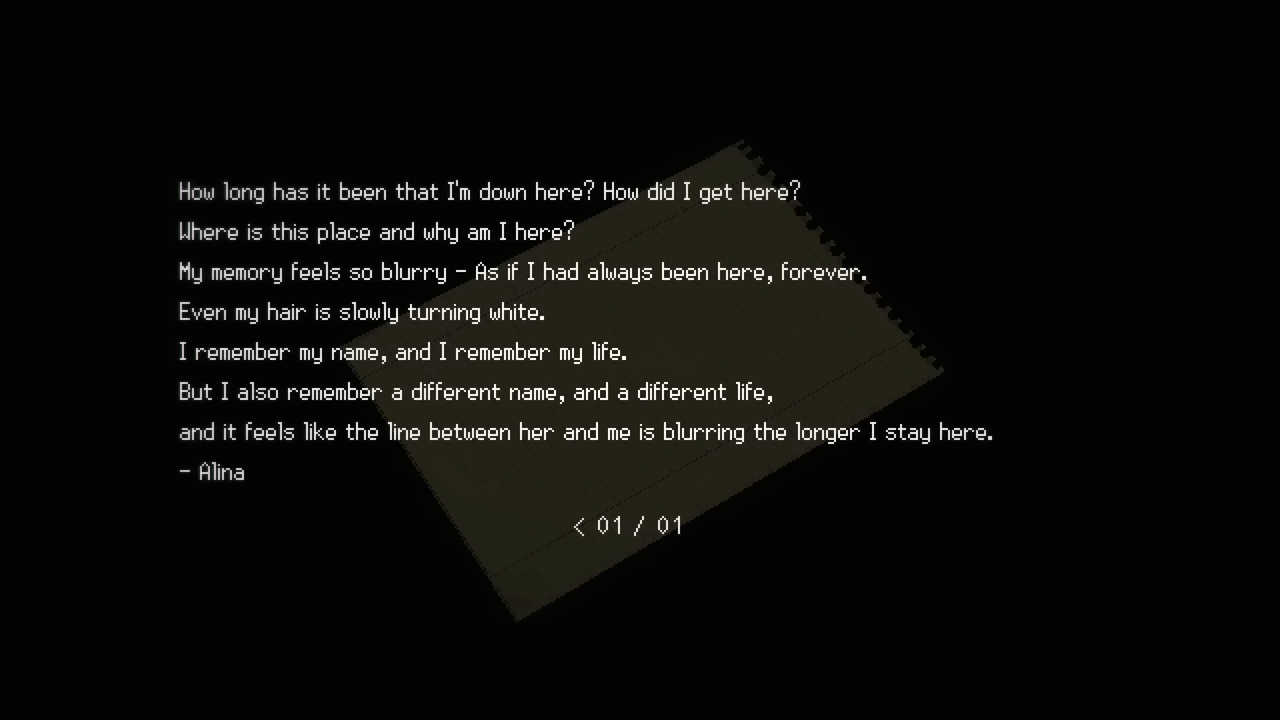 How long has it been that I'm down here? How did I get here?
Where is this place and why am I here?
My memory feels so blurry - As if I had always been here, forever.
Even my hair is slowly turning white.
I remember my name, and I remember my life.
But I also remember a different name, and a different life,
and it feels like the line between her and me is blurring the longer I stay here.
- Alina
< 01 / 01